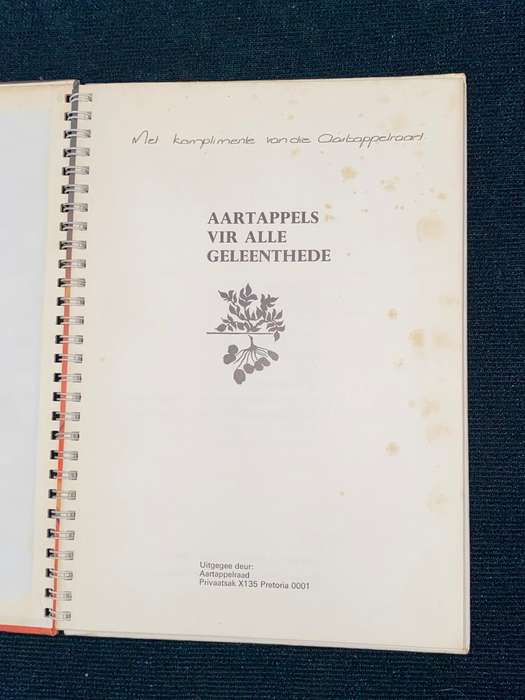 Met komplimente van die Aartappelraad
AARTAPPELS
VIR ALLE
GELEENTHEDE
Uitgegee deur:
Aartappelraad
Privaatsak X135 Pretoria 0001